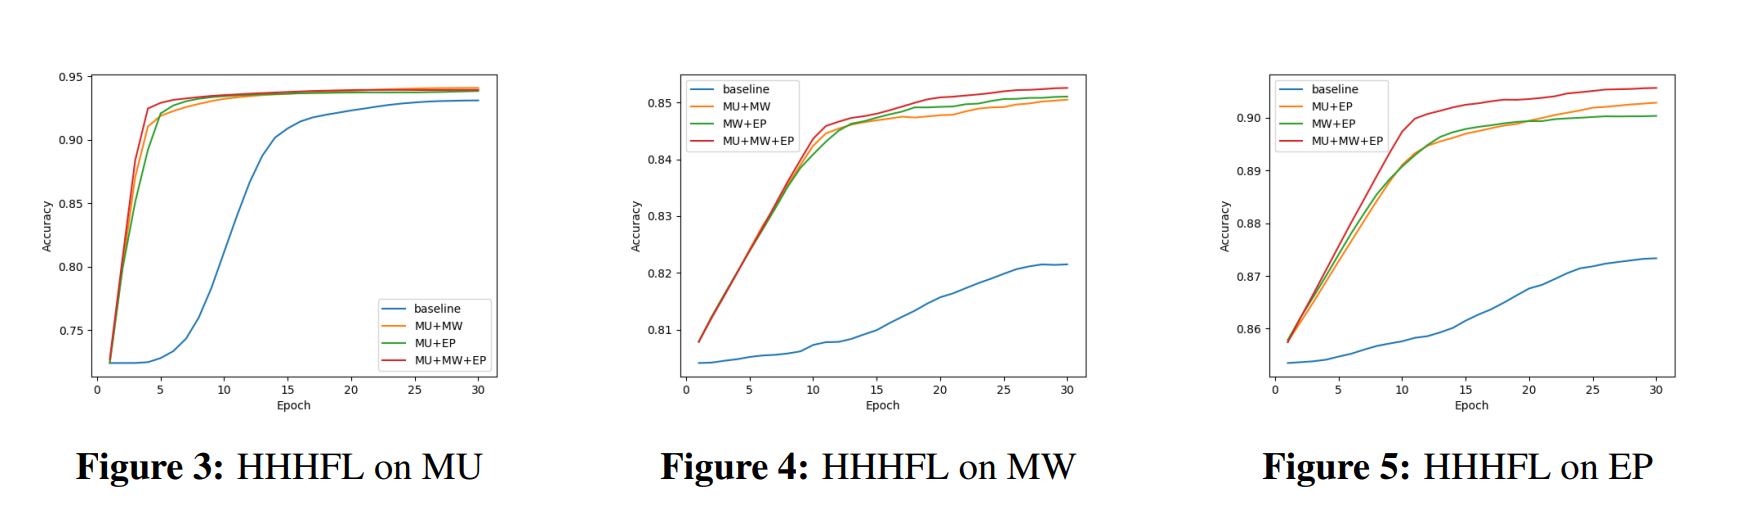 0.95
0.90
0.85
0.80
0.75
Accuracy
0 5 10 15 20 25 30
Epoch
baseline
MU+MW
MU+EP
MU+MW+EP
Figure 3: HHHFL on MU
baseline
MU+MW
MW+EP
MU+MW+EP
0.85
0.84
0.83
0.82
0.81
Accuracy
0 5 10 15 20 25 30
Epoch
Figure 4: HHHFL on MW
baseline
MU+EP
MW+EP
MU+MW+EP
0.90
0.89
0.88
0.87
0.86
Accuracy
0 5 10 15 20 25 30
Epoch
Figure 5: HHHFL on EP